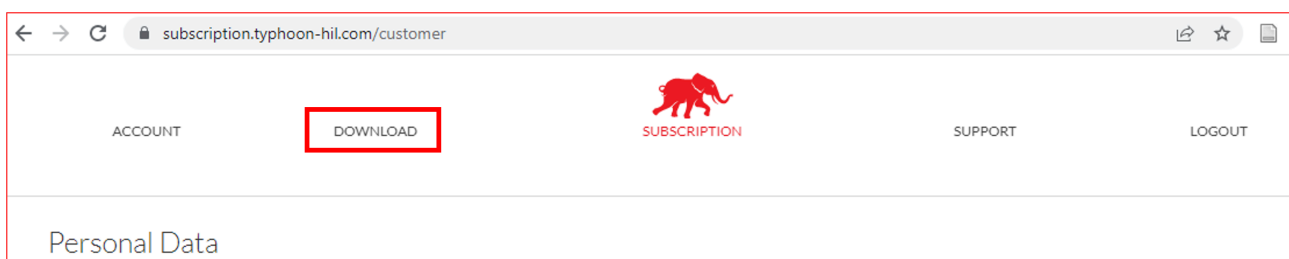 subscription.typhoon-hil.com/customer
ACCOUNT DOWNLOAD SUBSCRIPTION SUPPORT LOGOUT
Personal Data